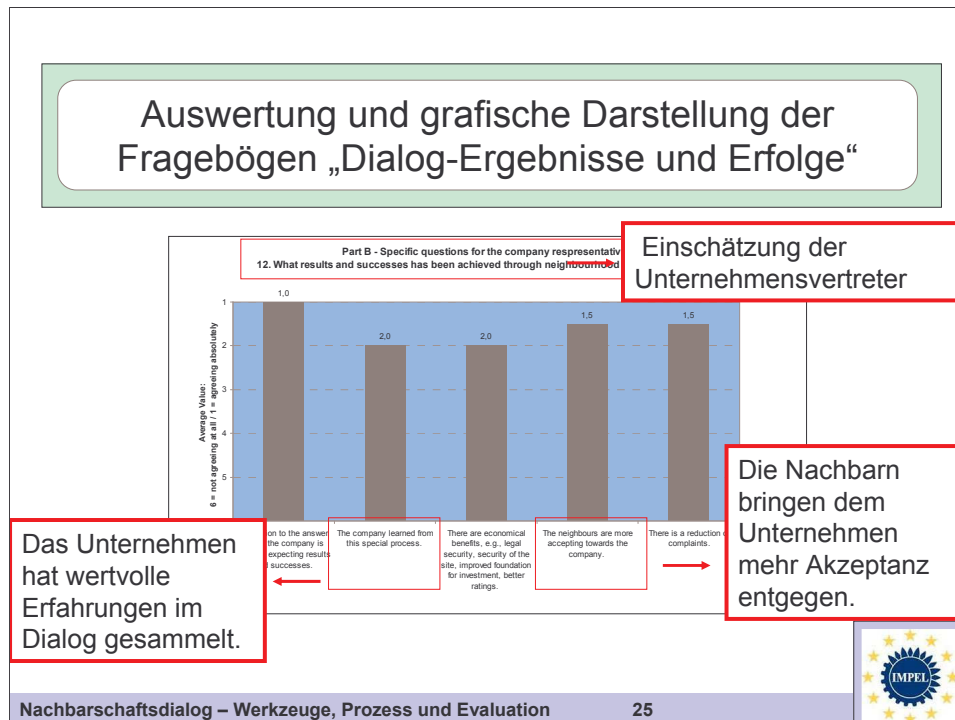 Auswertung und grafische Darstellung der
Fragebögen „Dialog-Ergebnisse und Erfolge“
Part B - Specific questions for the company respresentativ
12. What results and successes has been achieved through neighbourhood
Einschätzung der
Unternehmensvertreter
Average Value:
6 = not agreeing at all / 1 = agreeing absolutely
1
2
3
4
5
1,0
2,0
2,0
1,5
1,5
on to the answer
the company is
expecting results
successes.
The company learned from
this special process.
There are economical
benefits, e.g., legal
security, security of the
site, improved foundation
for investment, better
ratings.
The neighbours are more
accepting towards the
company.
There is a reduction
complaints.
Das Unternehmen
hat wertvolle
Erfahrungen im
Dialog gesammelt.
Die Nachbarn
bringen dem
Unternehmen
mehr Akzeptanz
entgegen.
IMPEL
Nachbarschaftsdialog – Werkzeuge, Prozess und Evaluation 25